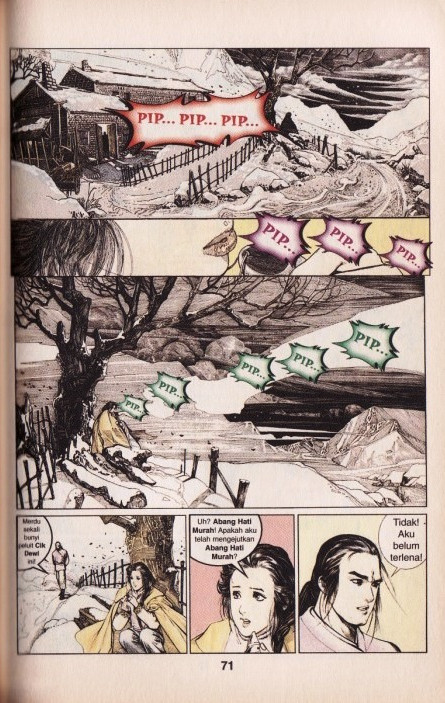 PIP... PIP... PIP...
PIP...
PIP...
PIP...
PIP...
PIP...
PIP...
PIP...
PIP...
Merdu
sekali
bunyi
peluit Cik
Dewi
ini!
Uh? Abang Hati
Murah! Apakah aku
telah mengejutkan
Abang Hati
Murah?
Tidak!
Aku
belum
terlena!
71